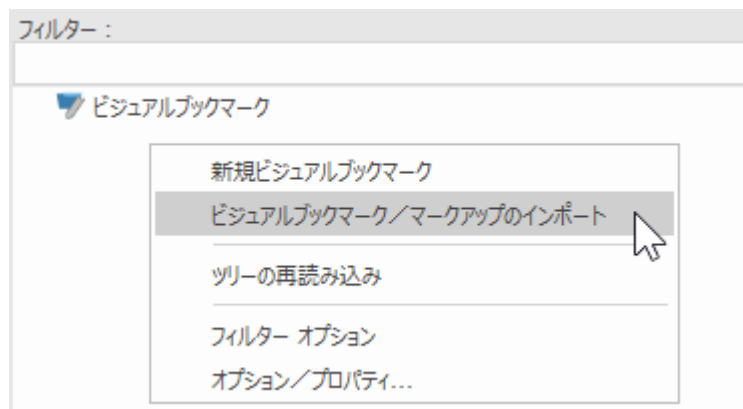 フィルター：
ビジュアルブックマーク
新規ビジュアルブックマーク
ビジュアルブックマーク／マークアップのインポート
ツリーの再読み込み
フィルター オプション
オプション／プロパティ...